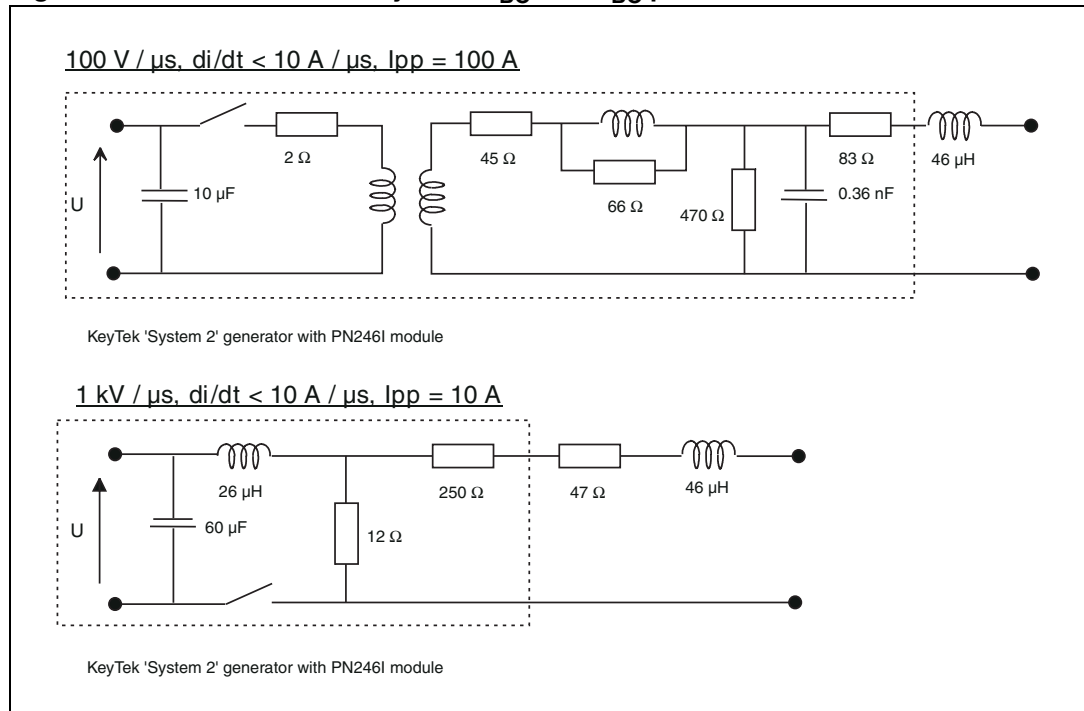 100 V / µs, di/dt < 10 A / µs, Ipp = 100 A
2 Ω
45 Ω
66 Ω
470 Ω
83 Ω
0.36 nF
46 µH
10 µF
U
KeyTek 'System 2' generator with PN246I module
1 kV / µs, di/dt < 10 A / µs, Ipp = 10 A
26 µH
250 Ω
47 Ω
46 µH
60 µF
12 Ω
U
KeyTek 'System 2' generator with PN246I module